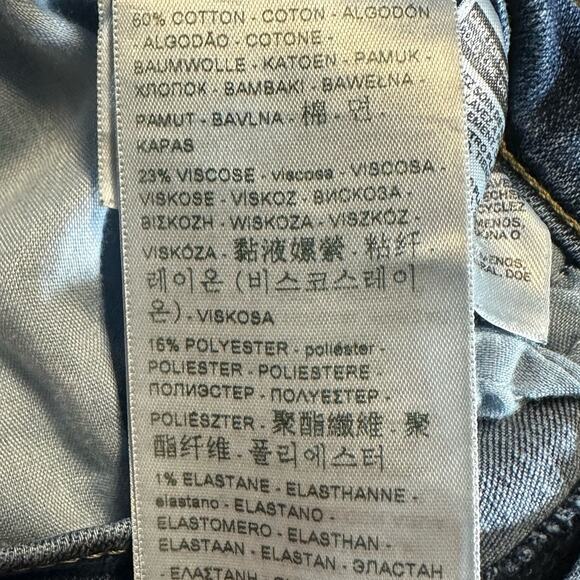 60% COTTON - COTON - ALGODÓN
- ALGODÃO - COTONE -
BAUMWOLLE - KATOEN - PAMUK -
ХЛОПОК - BAMBAKI - BAWEŁNA -
PAMUT - BAVLNA - 棉 - 면 -
KAPAS
23% VISCOSE - viscosa - VISCOSA -
VISKOSE - VISKOZ - ВИСКОЗА -
ΒΙΣΚΟΖΗ - WISKOZA - VISZKÓZ -
VISKÓZA - 黏液嫘縈 - 粘纤 -
레이온 (비스코스레이
온) - VISKOSA
16% POLYESTER - poliéster -
POLIESTER - POLIESTERE -
ПОЛИЭСТЕР - ΠΟΛΥΕΣΤΕΡ -
POLIÉSZTER - 聚酯纖維 - 聚
酯纤维 - 폴리에스터
1% ELASTANE - ELASTHANNE -
elastano - ELASTANO -
ELASTOMERO - ELASTHAN -
ELASTAAN - ELASTAN - ЭЛАСТАН
- ΕΛΑΣΤΑΝΗ -
MENOS,